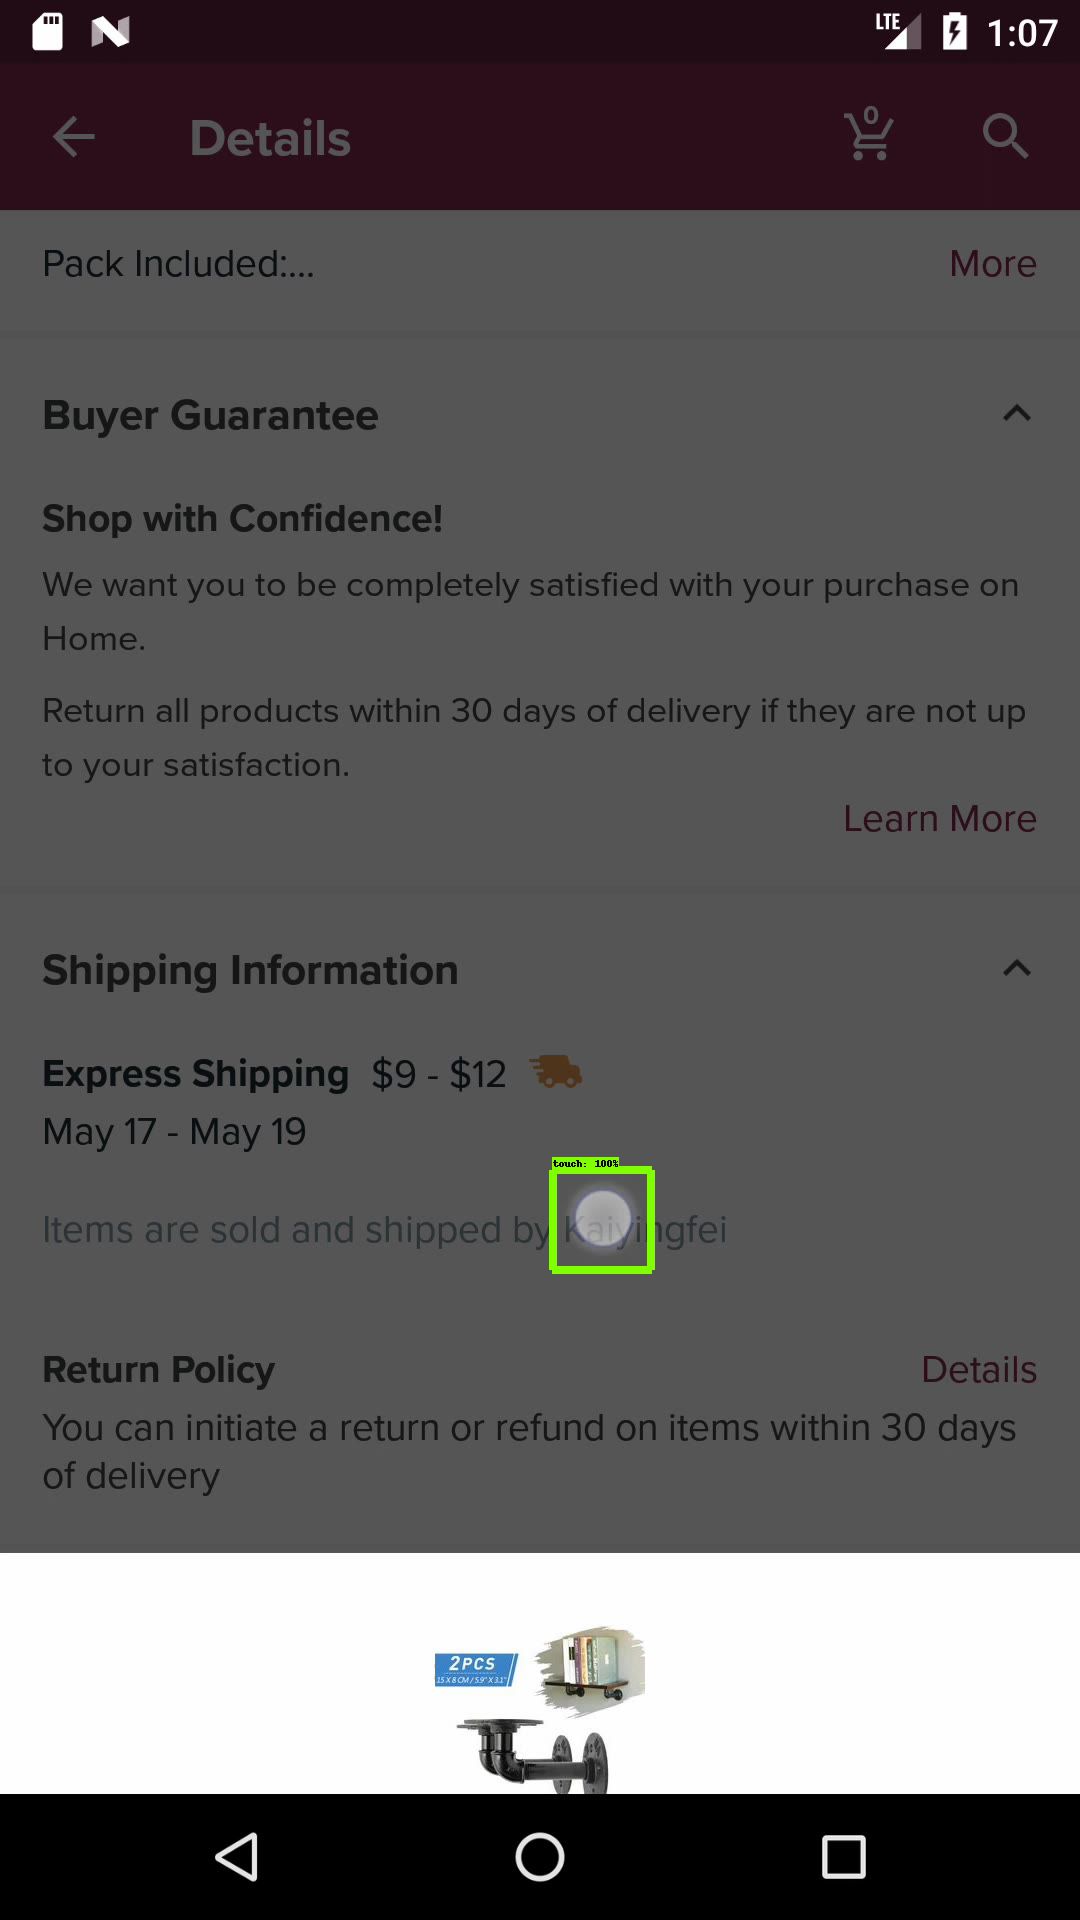 LTE 1:07
Details 0
Pack Included:... More
Buyer Guarantee
Shop with Confidence!
We want you to be completely satisfied with your purchase on
Home.
Return all products within 30 days of delivery if they are not up
to your satisfaction.
Learn More
Shipping Information
Express Shipping $9 - $12
May 17 - May 19
touch: 100%
Items are sold and shipped by Kaiyingfei
Return Policy Details
You can initiate a return or refund on items within 30 days
of delivery
2PCS
15 X 8 CM / 5.9" X 3.1"